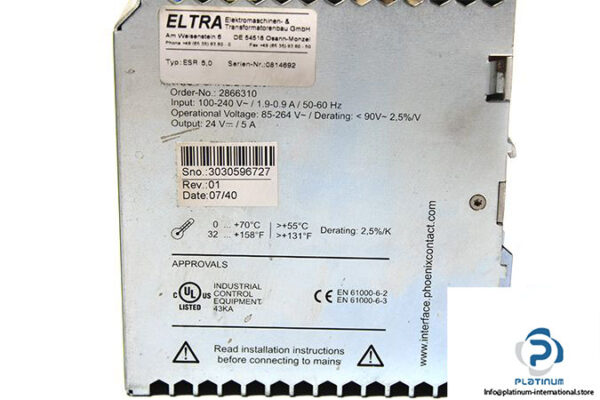 ELTRA Elektromaschinen- &
Transformatorenbau GmbH
Am Weisenstein 6 DE 54518 Osann-Monzel
Typ: ESR 5,0 Serien-Nr.:0814692
Order-No.: 2866310
Input: 100-240 V~ / 1.9-0.9 A / 50-60 Hz
Operational Voltage: 85-264 V~ / Derating: < 90V~ 2,5%/V
Output: 24 V⎓ / 5 A
Sno.:3030596727
Rev.:01
Date:07/40
0 ... +70°C >+55°C Derating: 2,5%/K
32 ... +158°F >+131°F
APPROVALS
C UL US LISTED
INDUSTRIAL
CONTROL
EQUIPMENT
43KA
CE EN 61000-6-2
EN 61000-6-3
Read installation instructions
before connecting to mains
www.interface.phoenixcontact.com
PLATINUM
Info@platinum-international.store